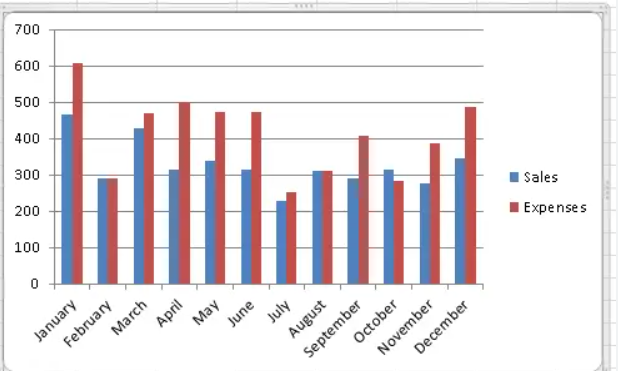 700
600
500
400
300
200
100
0
January
February
March
April
May
June
July
August
September
October
November
December
Sales
Expenses